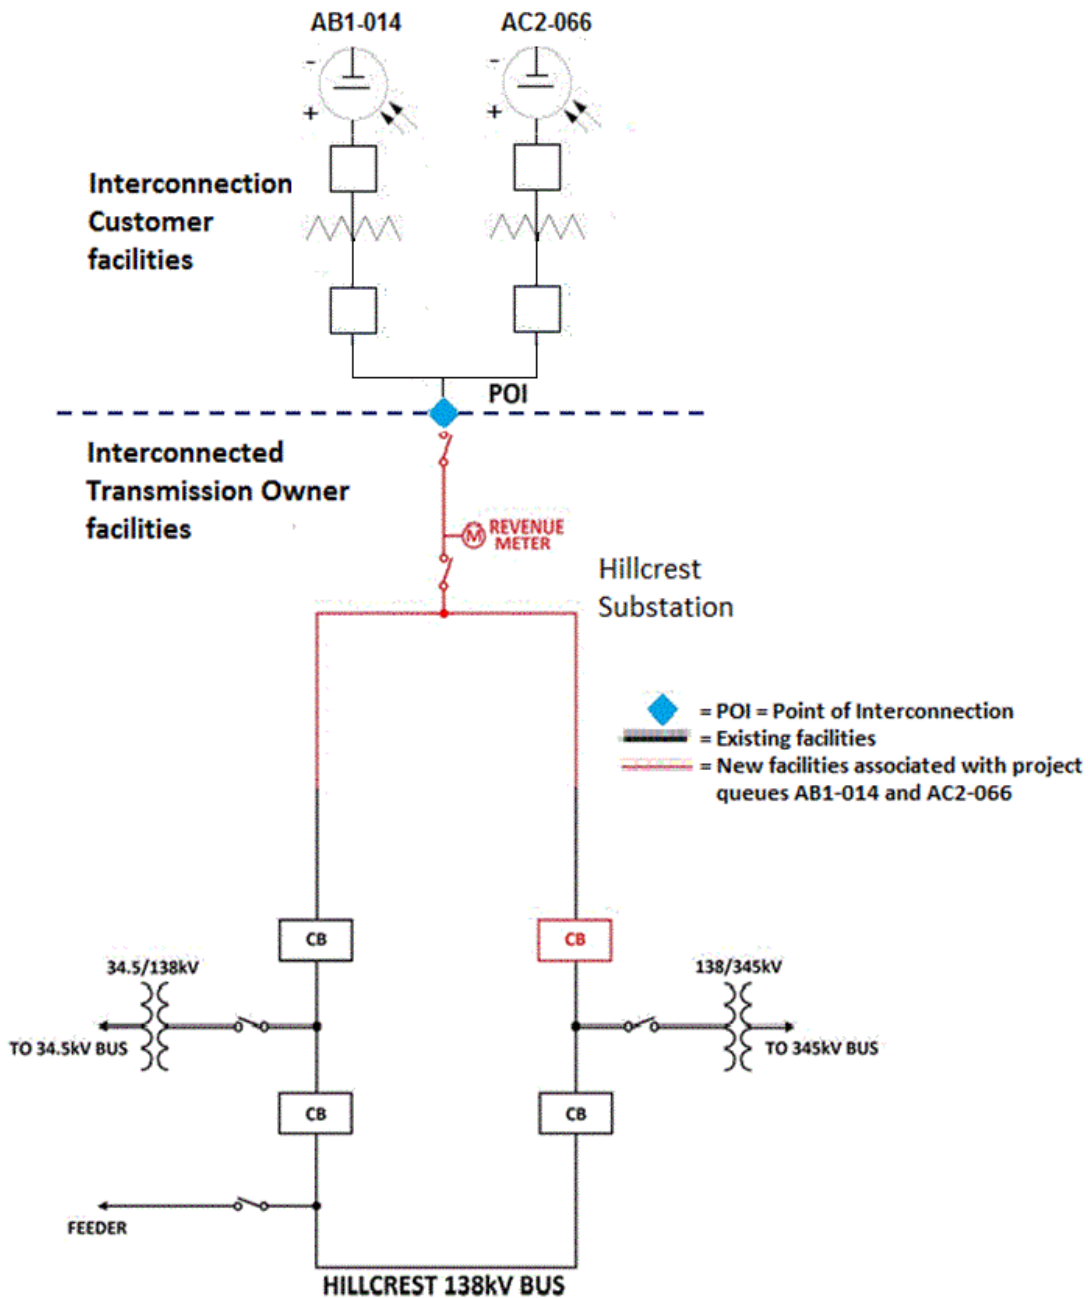 AB1-014
AC2-066
-
+
-
+
Interconnection
Customer
facilities
POI
Interconnected
Transmission Owner
facilities
M
REVENUE
METER
Hillcrest
Substation
= POI = Point of Interconnection
= Existing facilities
= New facilities associated with project
queues AB1-014 and AC2-066
CB
CB
34.5/138kV
138/345kV
TO 34.5kV BUS
TO 345kV BUS
CB
CB
FEEDER
HILLCREST 138kV BUS